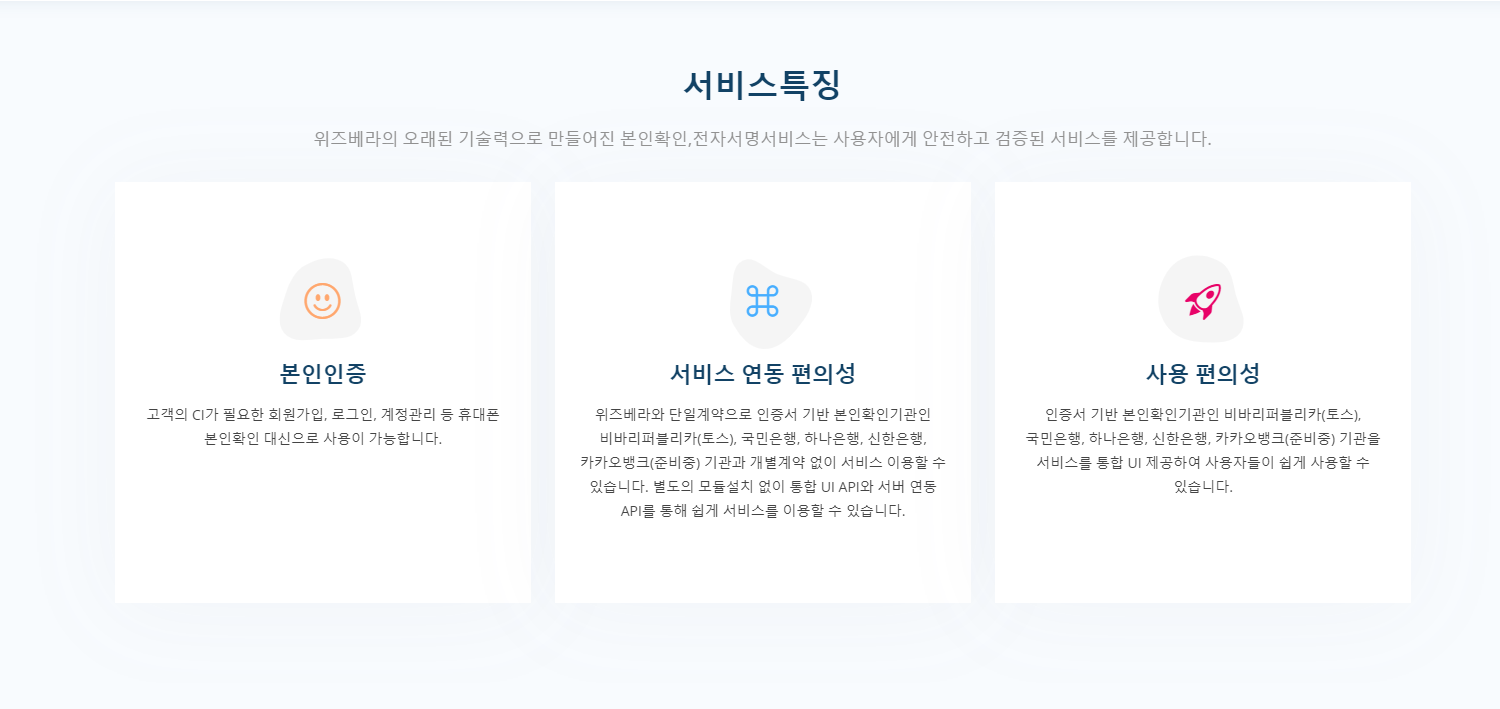 서비스특징
위즈베라의 오래된 기술력으로 만들어진 본인확인,전자서명서비스는 사용자에게 안전하고 검증된 서비스를 제공합니다.
본인인증
고객의 CI가 필요한 회원가입, 로그인, 계정관리 등 휴대폰
본인확인 대신으로 사용이 가능합니다.
서비스 연동 편의성
위즈베라와 단일계약으로 인증서 기반 본인확인기관인
비바리퍼블리카(토스), 국민은행, 하나은행, 신한은행,
카카오뱅크(준비중) 기관과 개별계약 없이 서비스 이용할 수
있습니다. 별도의 모듈설치 없이 통합 UI API와 서버 연동
API를 통해 쉽게 서비스를 이용할 수 있습니다.
사용 편의성
인증서 기반 본인확인기관인 비바리퍼블리카(토스),
국민은행, 하나은행, 신한은행, 카카오뱅크(준비중) 기관을
서비스를 통합 UI 제공하여 사용자들이 쉽게 사용할 수
있습니다.